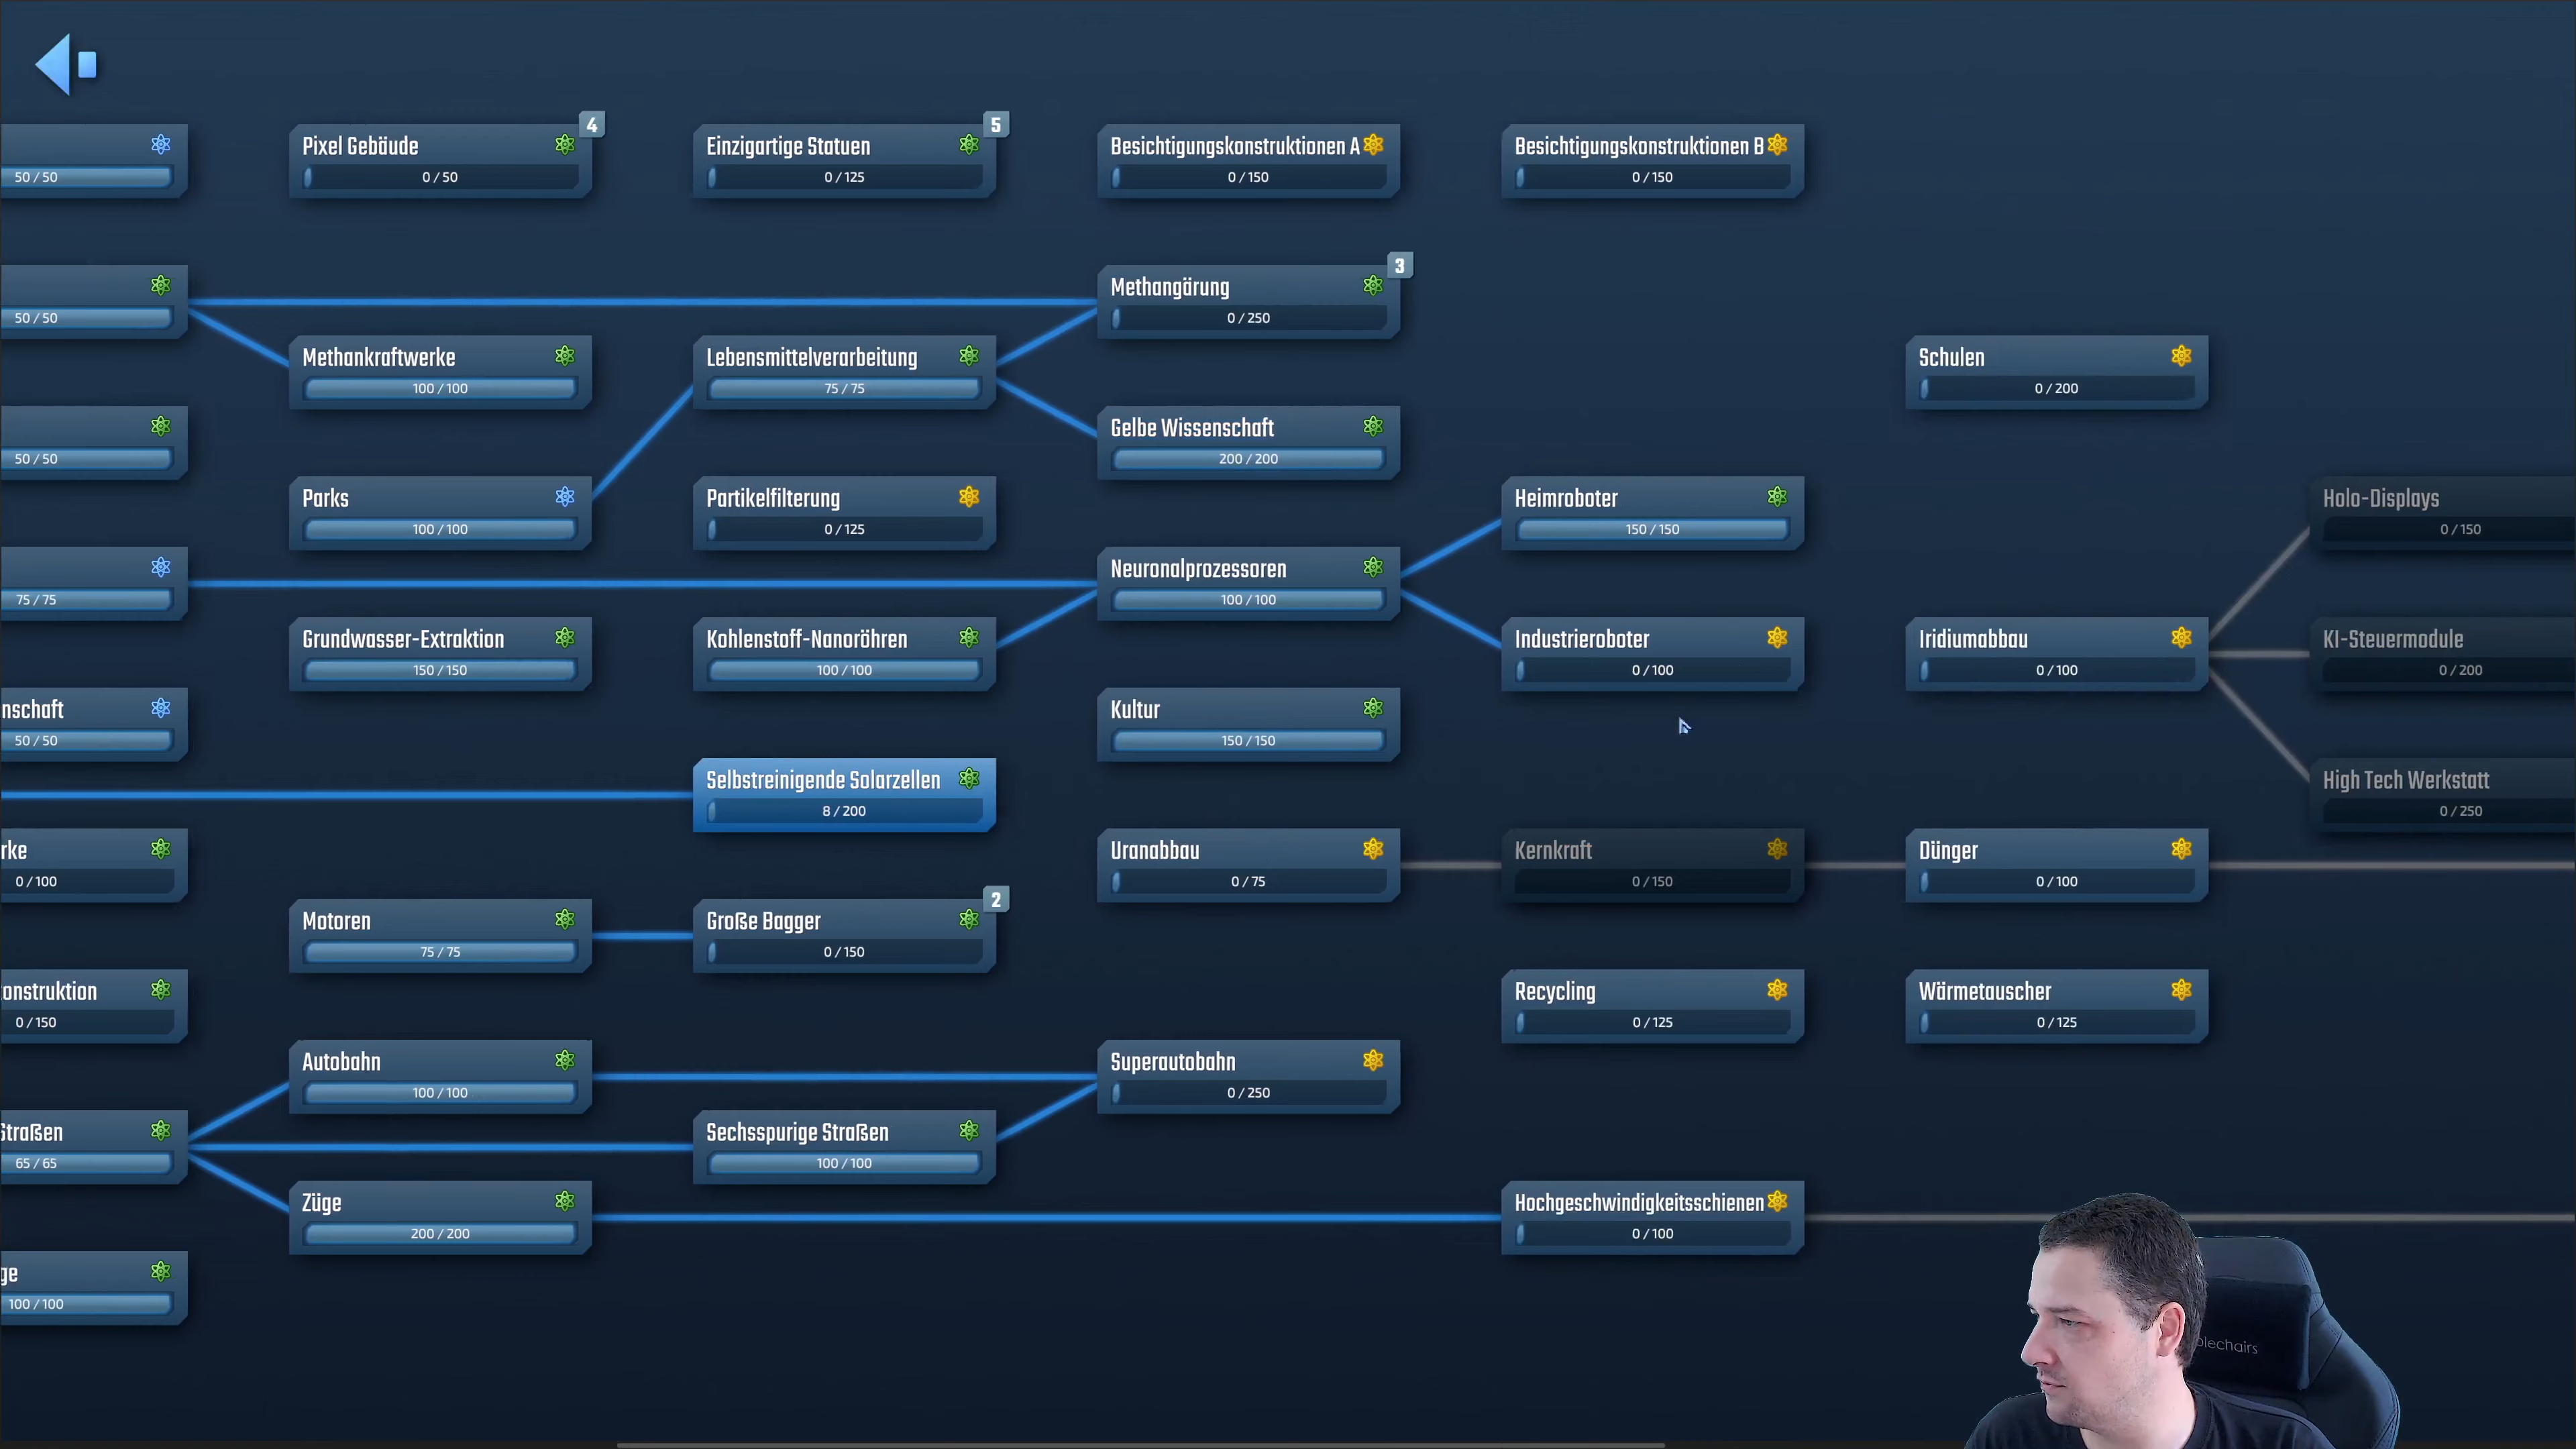 50 / 50
Pixel Gebäude
4
0 / 50
Einzigartige Statuen
5
0 / 125
Besichtigungskonstruktionen A
0 / 150
Besichtigungskonstruktionen B
0 / 150
50 / 50
Methangärung
3
0 / 250
Methankraftwerke
100 / 100
Lebensmittelverarbeitung
75 / 75
Schulen
0 / 200
50 / 50
Gelbe Wissenschaft
200 / 200
Parks
100 / 100
Partikelfilterung
0 / 125
Heimroboter
150 / 150
Holo-Displays
0 / 150
75 / 75
Neuronalprozessoren
100 / 100
Grundwasser-Extraktion
150 / 150
Kohlenstoff-Nanoröhren
100 / 100
Industrieroboter
0 / 100
Iridiumabbau
0 / 100
KI-Steuermodule
0 / 200
nschaft
50 / 50
Kultur
150 / 150
Selbstreinigende Solarzellen
8 / 200
High Tech Werkstatt
0 / 250
rke
0 / 100
Uranabbau
0 / 75
Kernkraft
0 / 150
Dünger
0 / 100
Motoren
75 / 75
Große Bagger
2
0 / 150
onstruktion
0 / 150
Recycling
0 / 125
Wärmetauscher
0 / 125
Autobahn
100 / 100
Superautobahn
0 / 250
Straßen
65 / 65
Sechsspurige Straßen
100 / 100
Züge
200 / 200
Hochgeschwindigkeitsschienen
0 / 100
ge
100 / 100
blechairs